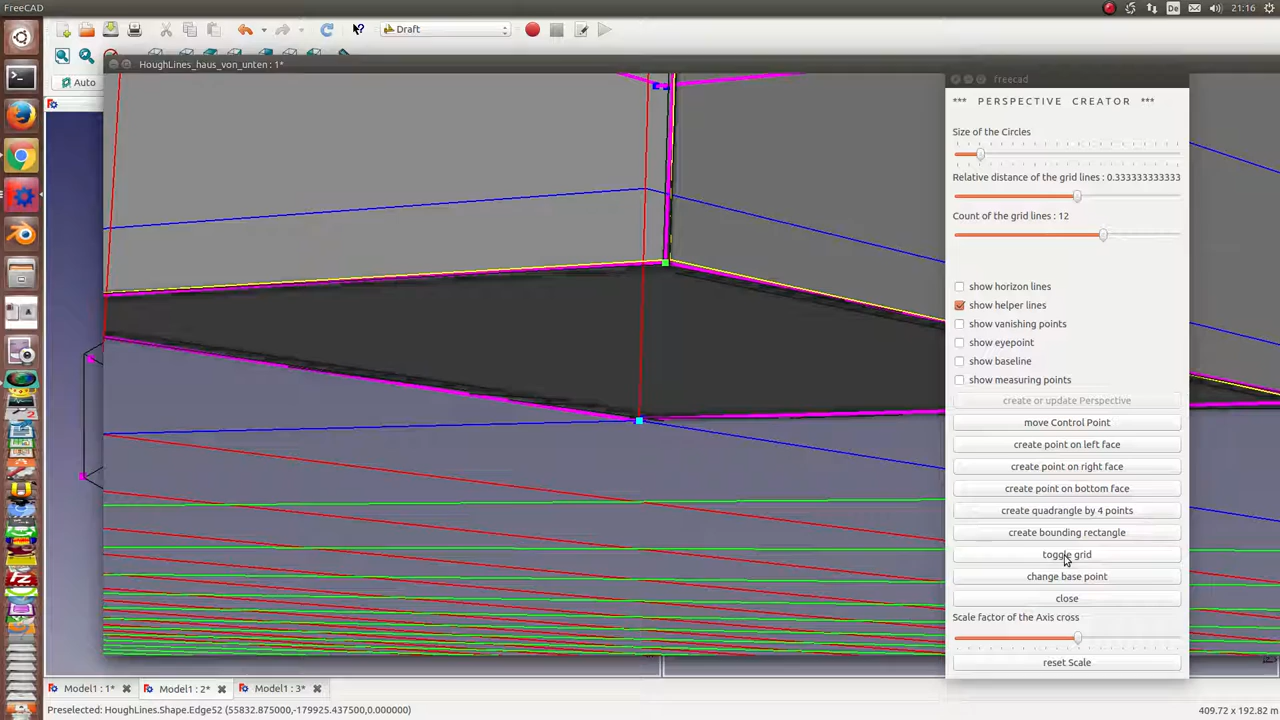 FreeCAD
De
21:16
Draft
HoughLines_haus_von_unten : 1*
Auto
freecad
*** PERSPECTIVE CREATOR ***
Size of the Circles
Relative distance of the grid lines : 0.333333333333
Count of the grid lines : 12
show horizon lines
show helper lines
show vanishing points
show eyepoint
show baseline
show measuring points
create or update Perspective
move Control Point
create point on left face
create point on right face
create point on bottom face
create quadrangle by 4 points
create bounding rectangle
toggle grid
change base point
close
Scale factor of the Axis cross
reset Scale
Model1 : 1*
Model1 : 2*
Model1 : 3*
Preselected: HoughLines.Shape.Edge52 (55832.875000,-179925.437500,0.000000)
409.72 x 192.82 m